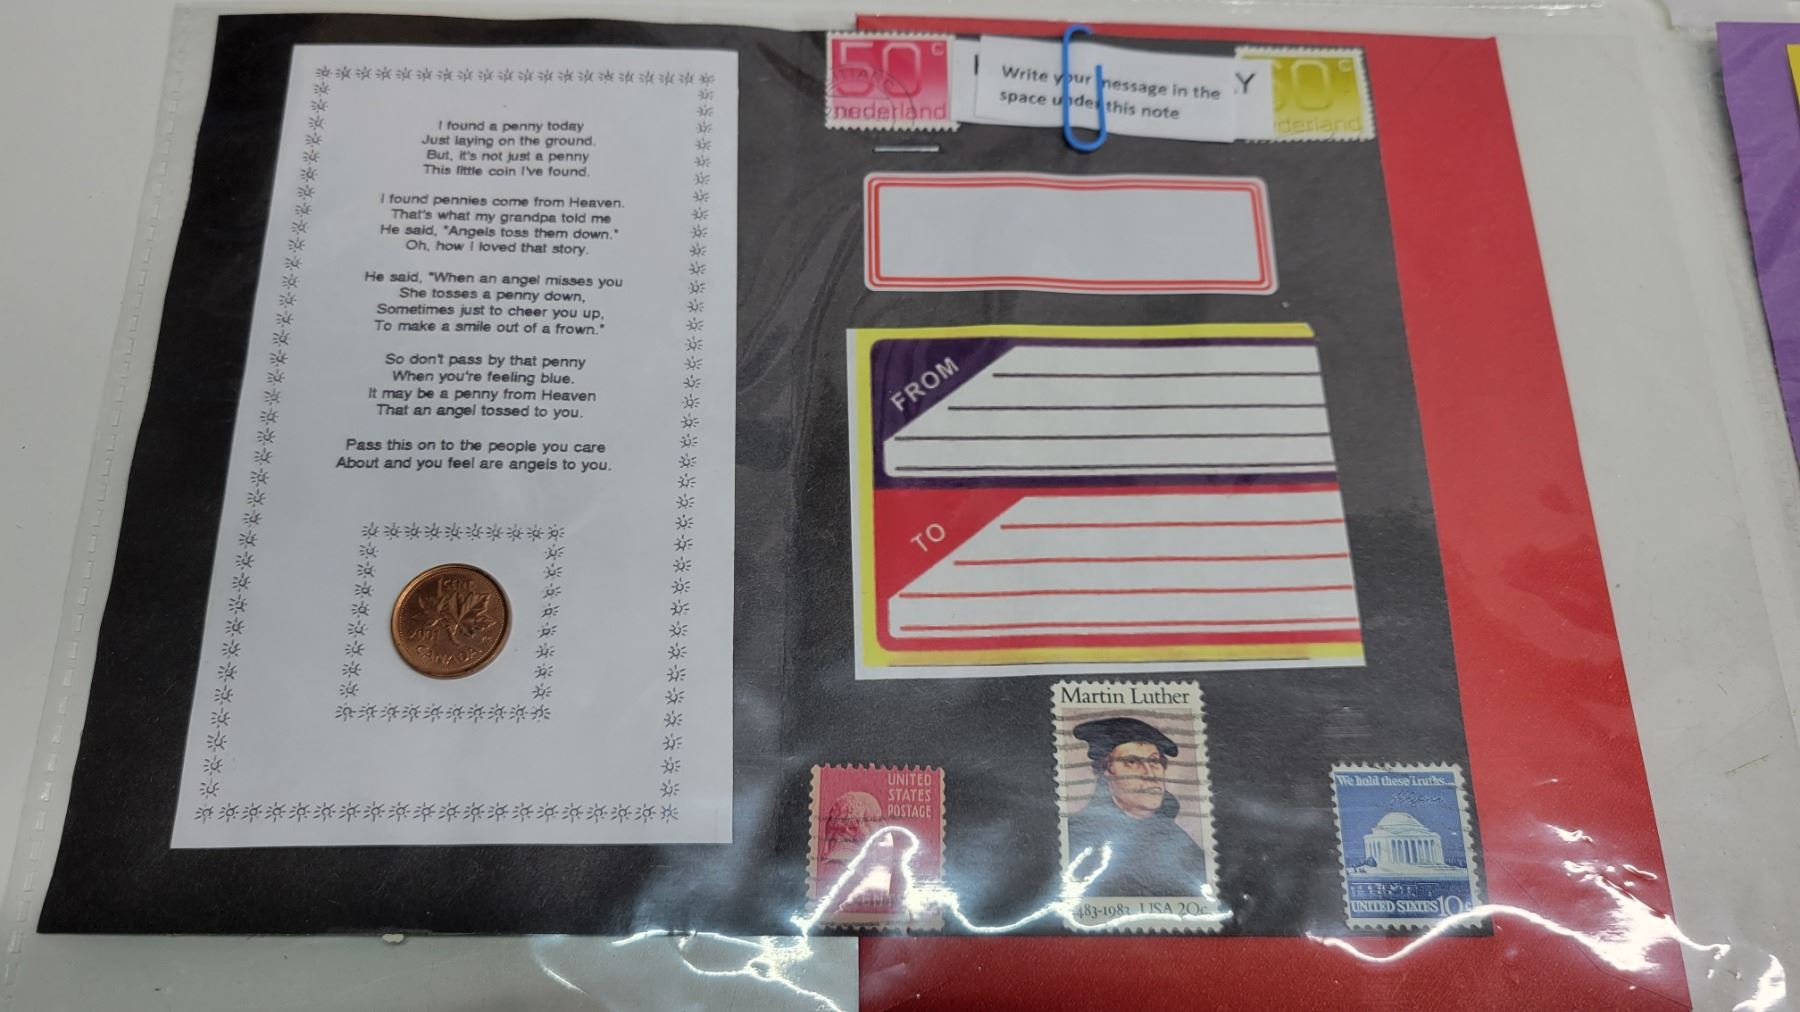 I found a penny today
Just laying on the ground.
But, it's not just a penny
This little coin I've found.
I found pennies come from Heaven.
That's what my grandpa told me
He said, "Angels toss them down."
Oh, how I loved that story.
He said, "When an angel misses you
She tosses a penny down,
Sometimes just to cheer you up,
To make a smile out of a frown."
So don't pass by that penny
When you're feeling blue.
It may be a penny from Heaven
That an angel tossed to you.
Pass this on to the people you care
About and you feel are angels to you.
1 CENT
2001
CANADA
50c
nederland
Write your message in the
space under this note
Y
60c
nederland
FROM
TO
UNITED
STATES
POSTAGE
Martin Luther
1483-1983 USA 20c
We hold these Truths...
UNITED STATES 10c